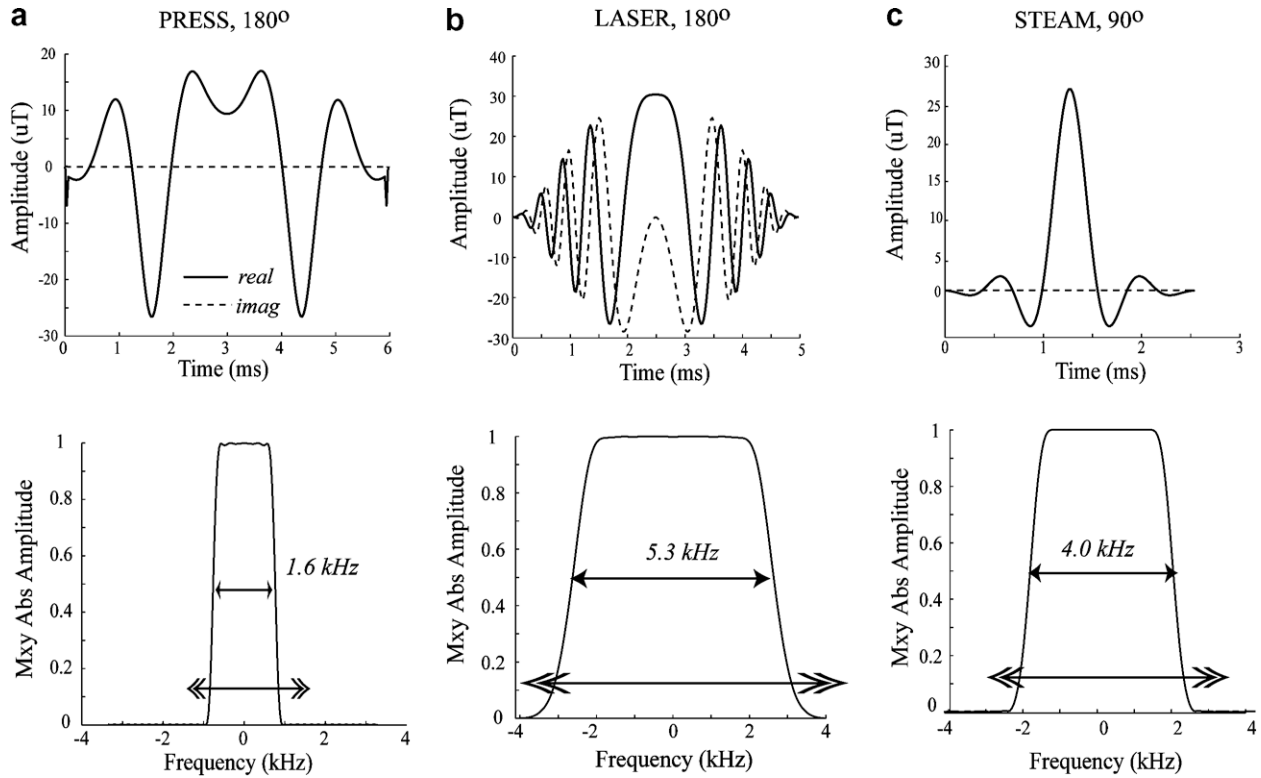 a
PRESS, 180o
b
LASER, 180o
c
STEAM, 90o
Amplitude (uT)
20
10
0
-10
-20
-30
real
imag
0 1 2 3 4 5 6
Time (ms)
Amplitude (uT)
40
30
20
10
0
-10
-20
-30
0 1 2 3 4 5
Time (ms)
Amplitude (uT)
30
25
20
10
15
10
5
0
0 1 2 3
Time (ms)
Mxy Abs Amplitude
1
0.8
0.6
0.4
0.2
0
1.6 kHz
-4 -2 0 2 4
Frequency (kHz)
Mxy Abs Amplitude
1
0.8
0.6
0.4
0.2
0
5.3 kHz
-4 -2 0 2 4
Frequency (kHz)
Mxy Abs Amplitude
1
0.8
0.6
0.4
0.2
0
4.0 kHz
-4 -2 0 2 4
Frequency (kHz)